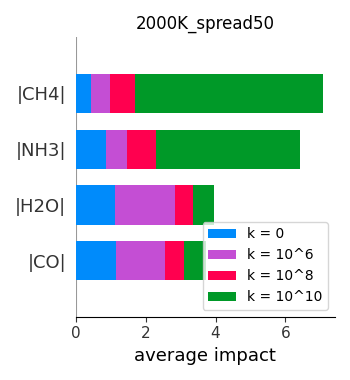 2000K_spread50
|CH4|
|NH3|
|H2O|
|CO|
k = 0
k = 10^6
k = 10^8
k = 10^10
0 2 4 6
average impact